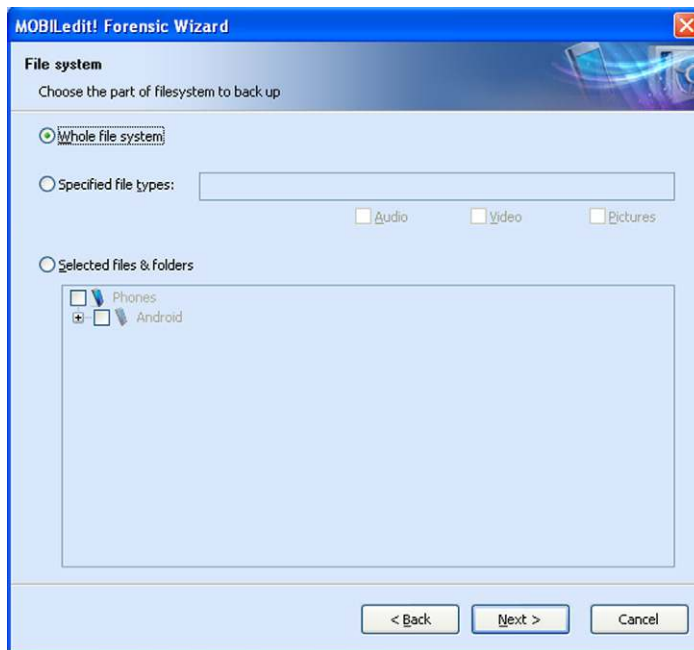 MOBILedit! Forensic Wizard
File system
Choose the part of filesystem to back up
Whole file system
Specified file types:
Audio Video Pictures
Selected files & folders
Phones
Android
< Back Next > Cancel